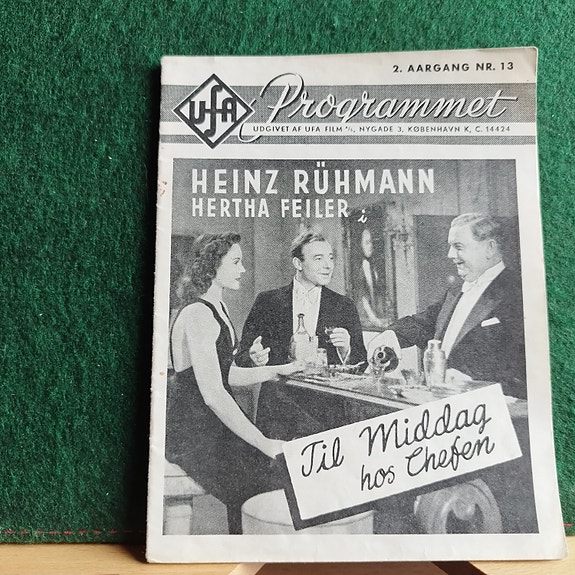 2. AARGANG NR. 13
UFA Programmet
UDGIVET AF UFA FILM A/S, NYGADE 3, KØBENHAVN K, C. 14424
HEINZ RÜHMANN
HERTHA FEILER i
Til Middag
hos Chefen